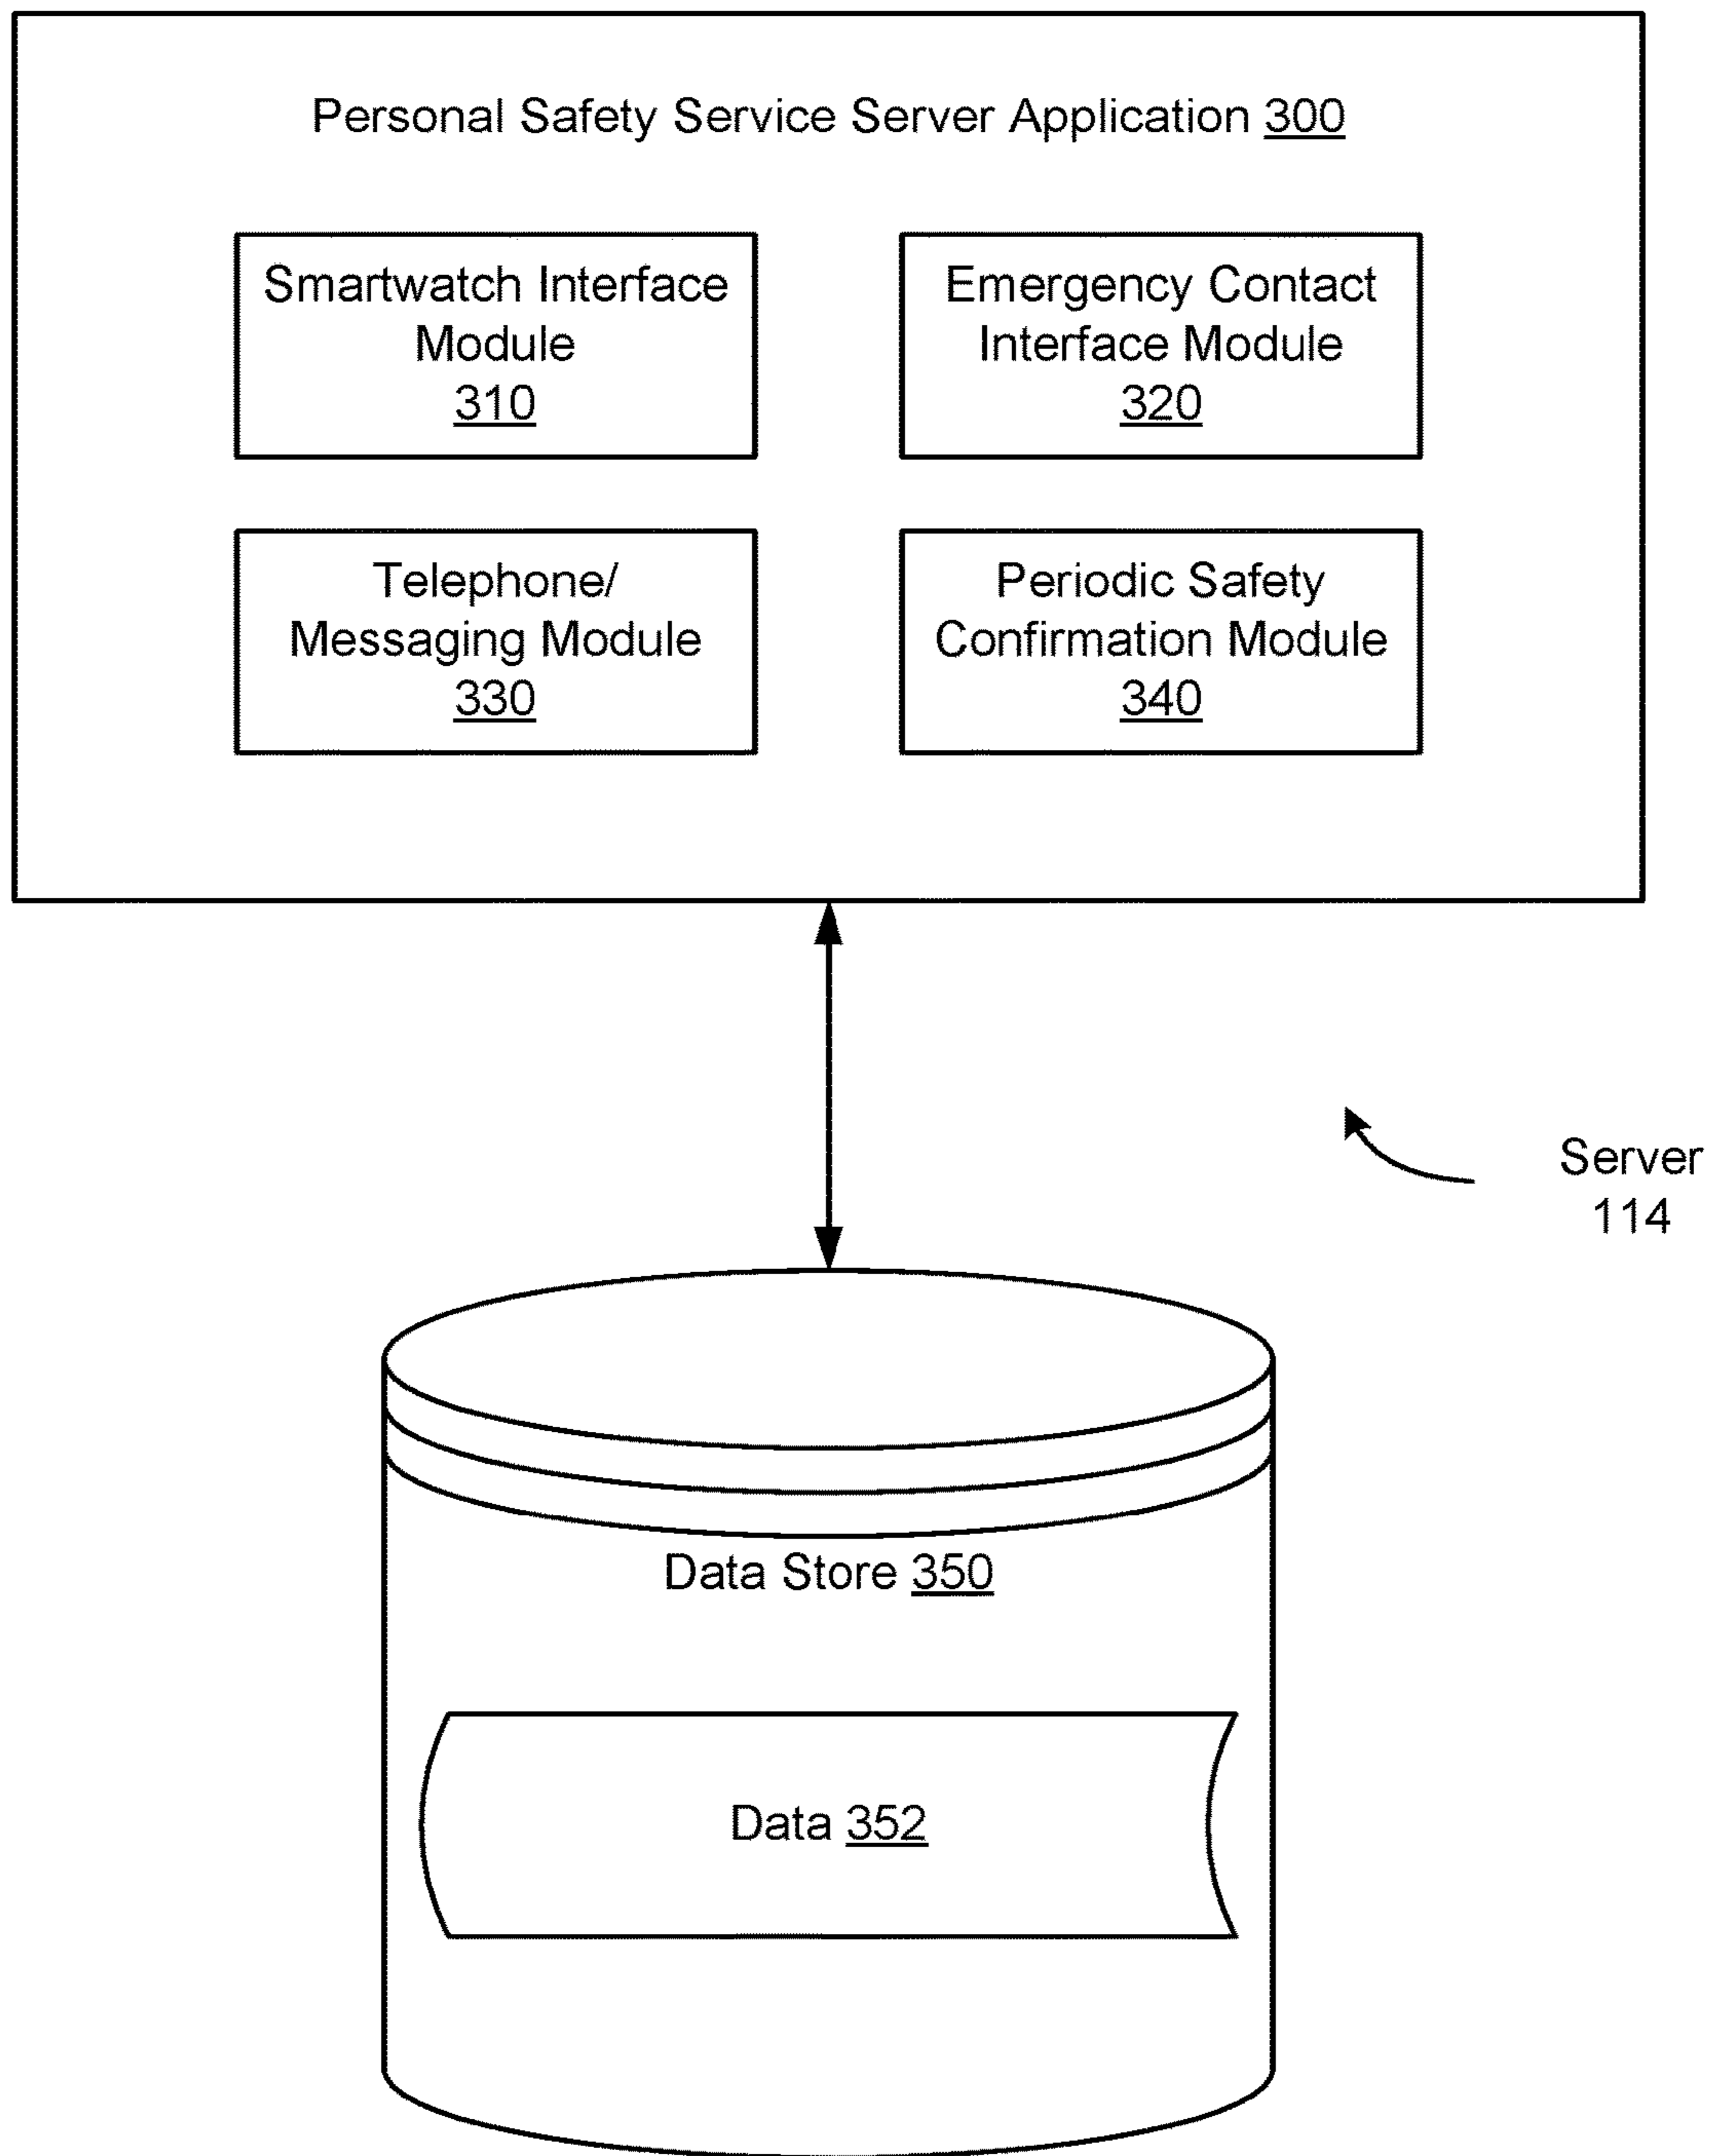 Personal Safety Service Server Application 300
Smartwatch Interface
Module
310
Emergency Contact
Interface Module
320
Telephone/
Messaging Module
330
Periodic Safety
Confirmation Module
340
Server
114
Data Store 350
Data 352